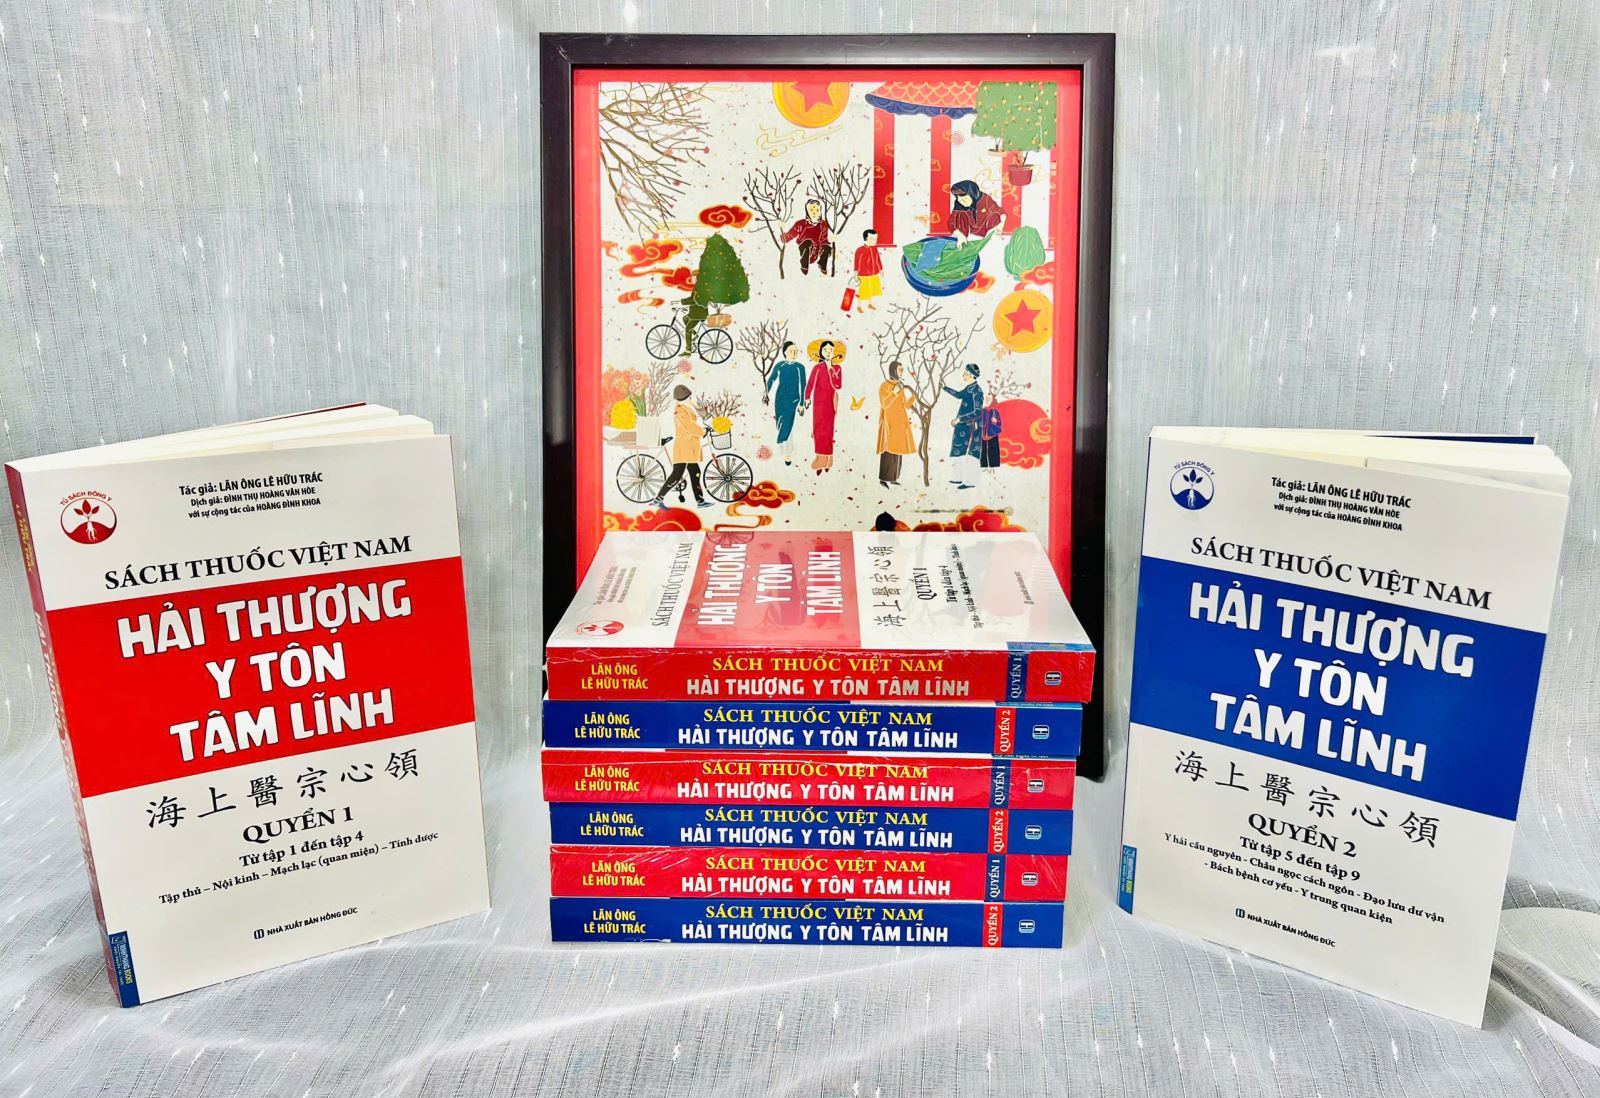 TỦ SÁCH ĐÔNG Y
Tác giả: LÃN ÔNG LÊ HỮU TRÁC
Dịch giả: ĐÌNH THỤ HOÀNG VĂN HÒE
với sự cộng tác của HOÀNG ĐÌNH KHOA
SÁCH THUỐC VIỆT NAM
HẢI THƯỢNG
Y TÔN
TÂM LĨNH
海上醫宗心領
QUYỂN 1
Từ tập 1 đến tập 4
Tập thủ – Nội kinh – Mạch lạc (quan miện) – Tinh dược
NHÀ XUẤT BẢN HỒNG ĐỨC
SÁCH THUỐC VIỆT NAM
HẢI THƯỢNG
Y TÔN
TÂM LĨNH
海上醫宗心領
QUYỂN 1
Từ tập 1 đến tập 4
LÃN ÔNG
LÊ HỮU TRÁC
SÁCH THUỐC VIỆT NAM
HẢI THƯỢNG Y TÔN TÂM LĨNH
QUYỂN 1
LÃN ÔNG
LÊ HỮU TRÁC
SÁCH THUỐC VIỆT NAM
HẢI THƯỢNG Y TÔN TÂM LĨNH
QUYỂN 2
LÃN ÔNG
LÊ HỮU TRÁC
SÁCH THUỐC VIỆT NAM
HẢI THƯỢNG Y TÔN TÂM LĨNH
QUYỂN 1
LÃN ÔNG
LÊ HỮU TRÁC
SÁCH THUỐC VIỆT NAM
HẢI THƯỢNG Y TÔN TÂM LĨNH
QUYỂN 2
LÃN ÔNG
LÊ HỮU TRÁC
SÁCH THUỐC VIỆT NAM
HẢI THƯỢNG Y TÔN TÂM LĨNH
QUYỂN 1
LÃN ÔNG
LÊ HỮU TRÁC
SÁCH THUỐC VIỆT NAM
HẢI THƯỢNG Y TÔN TÂM LĨNH
QUYỂN 2
TỦ SÁCH ĐÔNG Y
Tác giả: LÃN ÔNG LÊ HỮU TRÁC
Dịch giả: ĐÌNH THỤ HOÀNG VĂN HÒE
với sự cộng tác của HOÀNG ĐÌNH KHOA
SÁCH THUỐC VIỆT NAM
HẢI THƯỢNG
Y TÔN
TÂM LĨNH
海上醫宗心領
QUYỂN 2
Từ tập 5 đến tập 9
Y hải cầu nguyên - Châu ngọc cách ngôn - Đạo lưu dư vận
- Bách bệnh cơ yếu - Y trung quan kiện
NHÀ XUẤT BẢN HỒNG ĐỨC